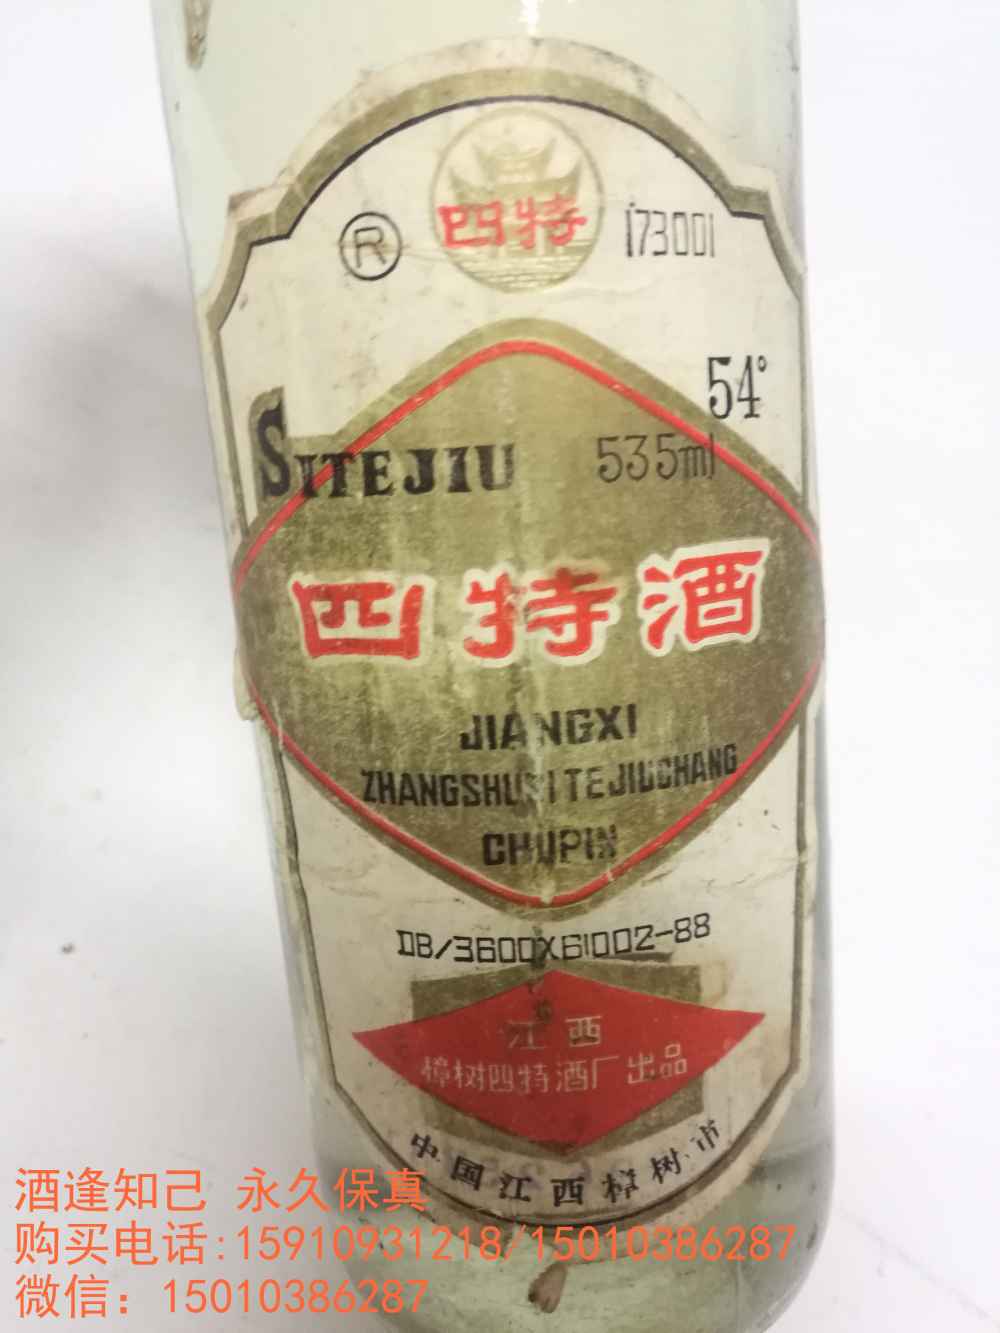 四特
®
173001
54°
SITEJIU 535ml
四特酒
JIANGXI
ZHANGSHUSITEJIUCHANG
CHUPIN
DB/3600X61002-88
江西
樟树四特酒厂出品
中国江西樟树市
酒逢知己 永久保真
购买电话:15910931218/15010386287
微信：15010386287